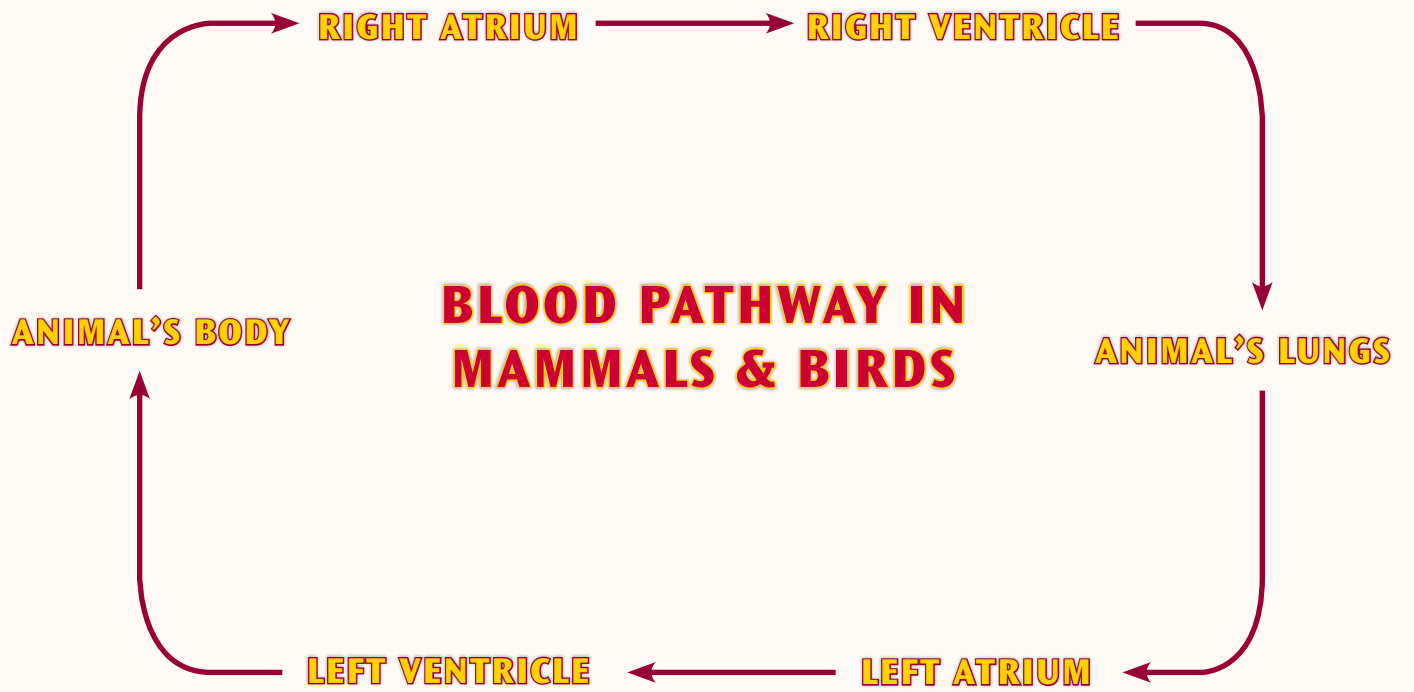 RIGHT ATRIUM
RIGHT VENTRICLE
BLOOD PATHWAY IN
MAMMALS & BIRDS
ANIMAL’S BODY
ANIMAL’S LUNGS
LEFT VENTRICLE
LEFT ATRIUM